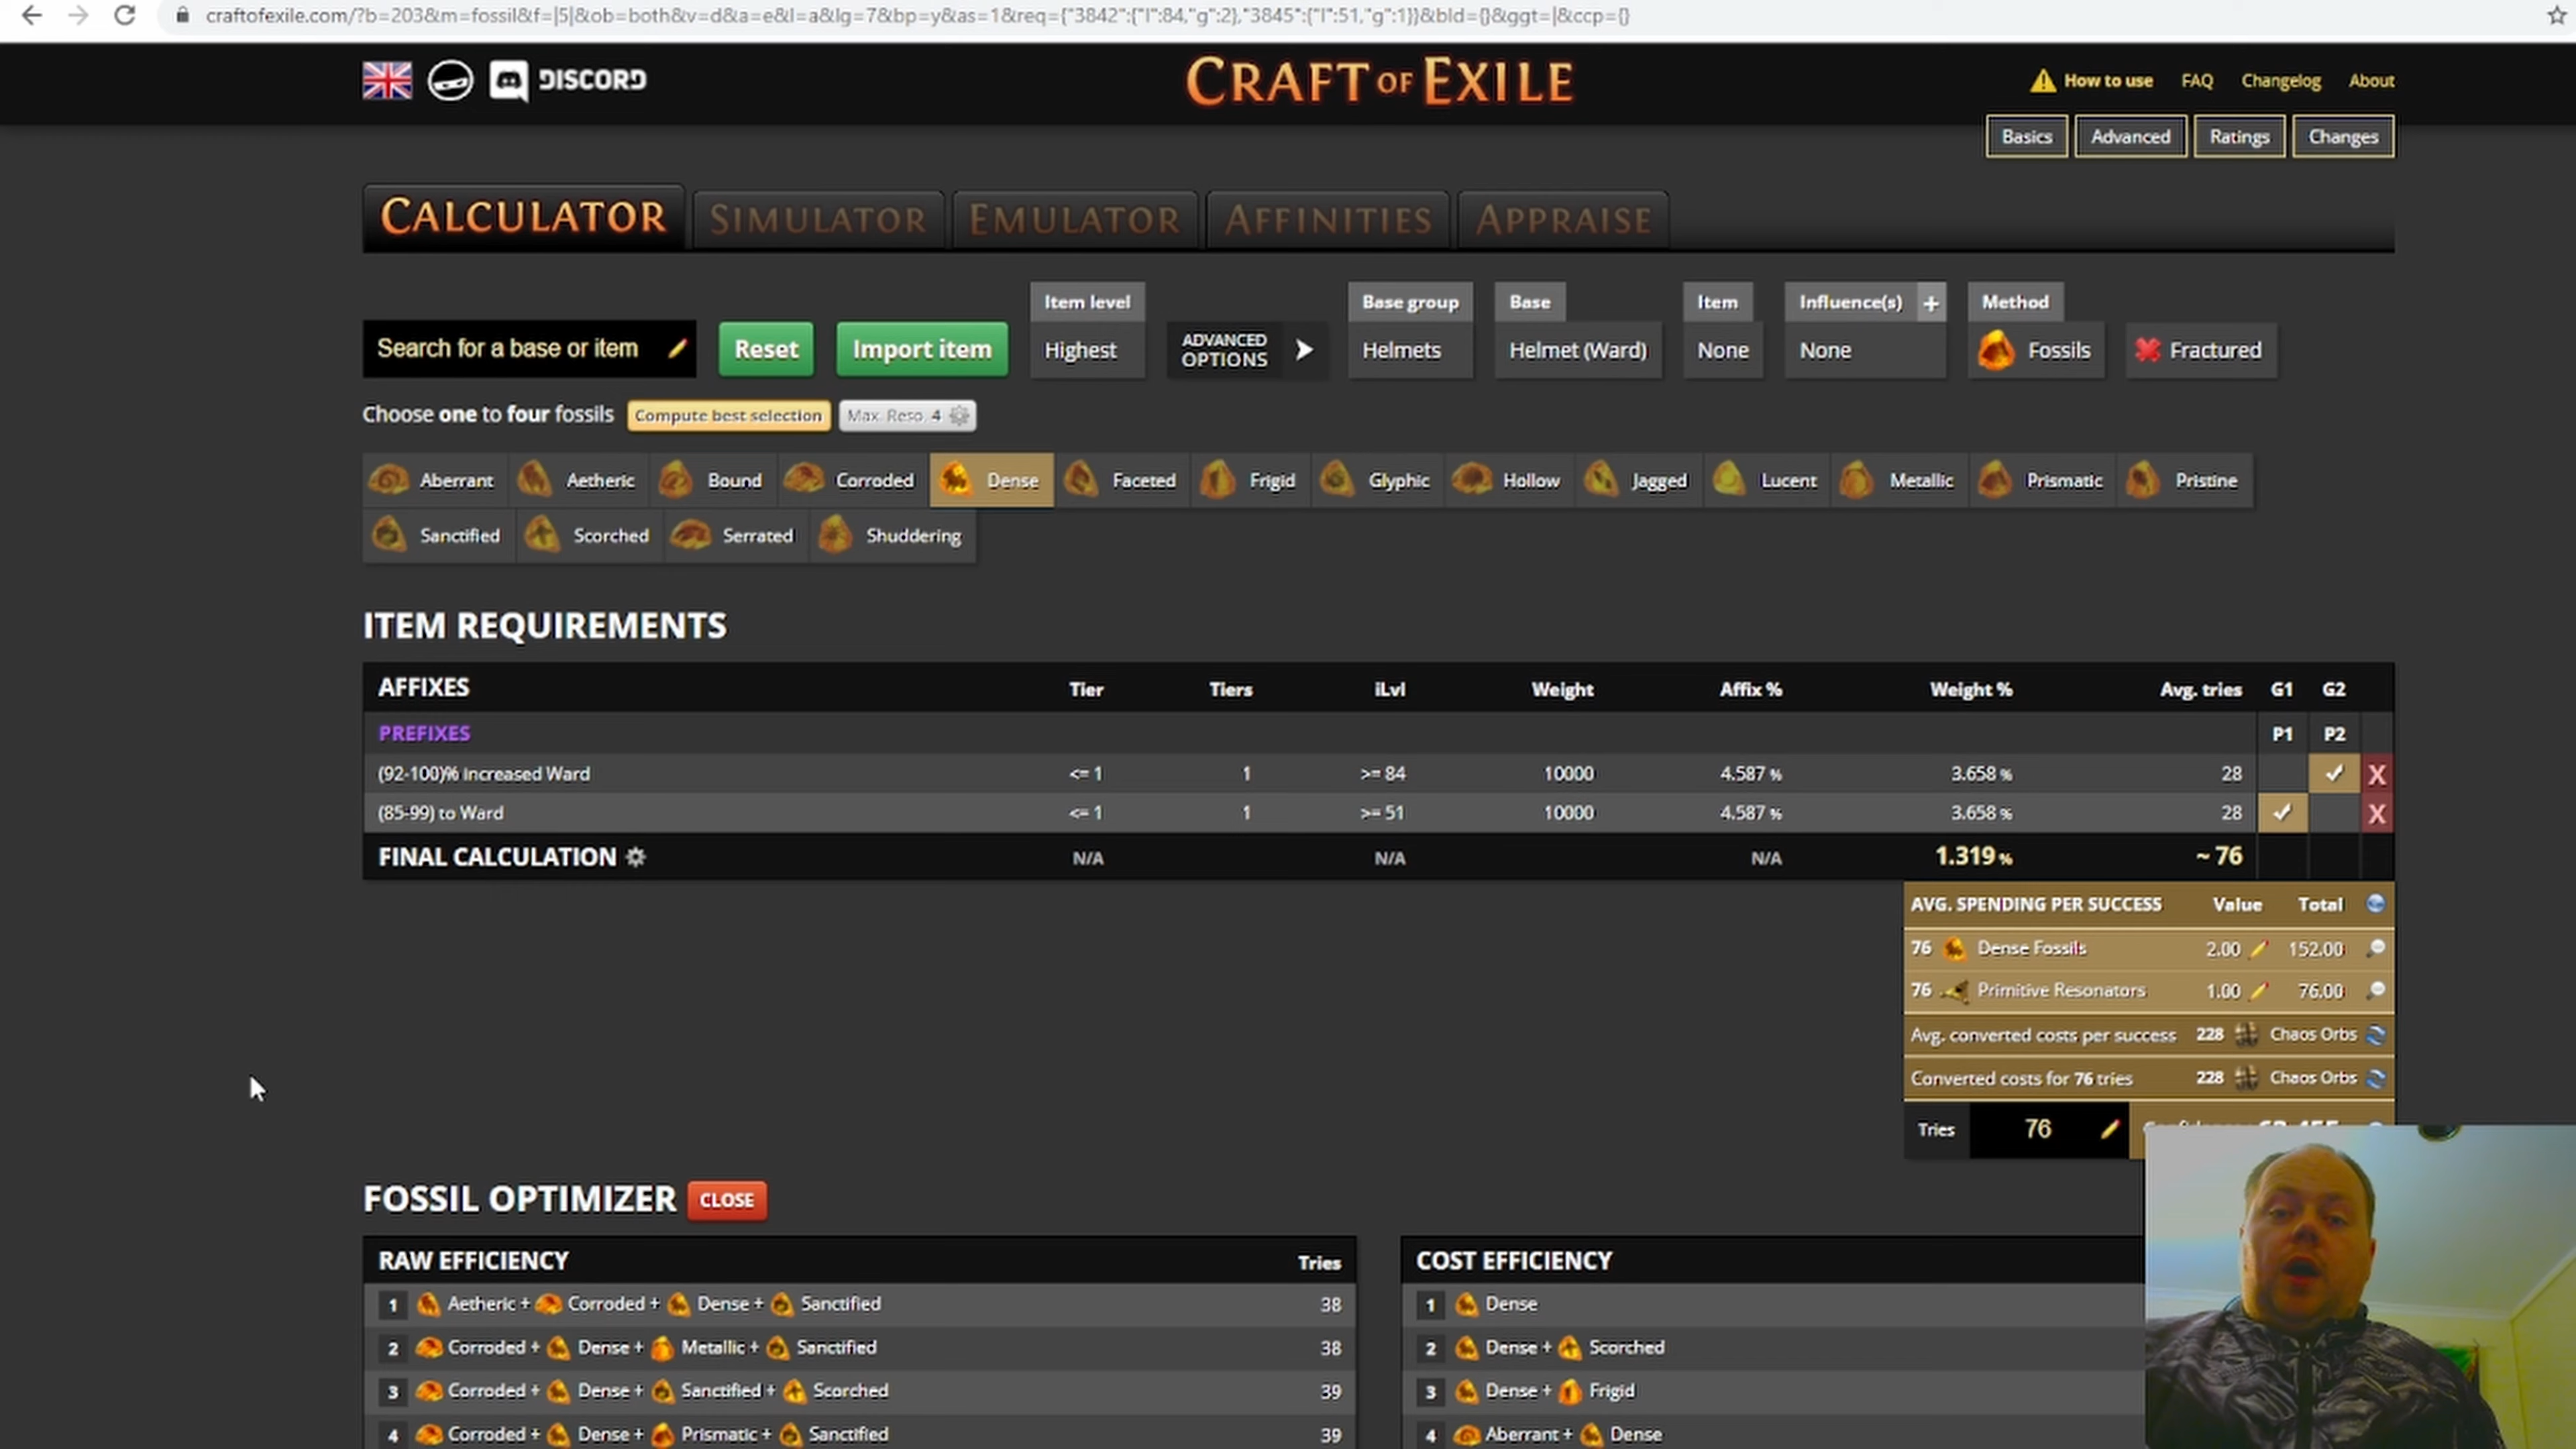 craftofexile.com/?b=203&m=fossil&f=|5|&ob=both&v=d&a=e&l=a&lg=7&bp=y&as=1&req={"3842":{"l":84,"g":2},"3845":{"l":51,"g":1}}&bld={}&ggt=|&ccp={}
DISCORD
CRAFT OF EXILE
How to use FAQ Changelog About
Basics Advanced Ratings Changes
CALCULATOR SIMULATOR EMULATOR AFFINITIES APPRAISE
Item level Base group Base Item Influence(s) + Method
Search for a base or item Reset Import item Highest ADVANCED OPTIONS Helmets Helmet (Ward) None None Fossils Fractured
Choose one to four fossils Compute best selection Max. Reso. 4
Aberrant Aetheric Bound Corroded Dense Faceted Frigid Glyphic Hollow Jagged Lucent Metallic Prismatic Pristine
Sanctified Scorched Serrated Shuddering
ITEM REQUIREMENTS
AFFIXES Tier Tiers iLvl Weight Affix % Weight % Avg. tries G1 G2
PREFIXES P1 P2
(92-100)% increased Ward <= 1 1 >= 84 10000 4.587 % 3.658 % 28 X
(85-99) to Ward <= 1 1 >= 51 10000 4.587 % 3.658 % 28 X
FINAL CALCULATION N/A N/A N/A 1.319 % ~ 76
AVG. SPENDING PER SUCCESS Value Total
76 Dense Fossils 2.00 152.00
76 Primitive Resonators 1.00 76.00
Avg. converted costs per success 228 Chaos Orbs
Converted costs for 76 tries 228 Chaos Orbs
Tries 76
FOSSIL OPTIMIZER CLOSE
RAW EFFICIENCY Tries COST EFFICIENCY
1 Aetheric + Corroded + Dense + Sanctified 38 1 Dense
2 Corroded + Dense + Metallic + Sanctified 38 2 Dense + Scorched
3 Corroded + Dense + Sanctified + Scorched 39 3 Dense + Frigid
4 Corroded + Dense + Prismatic + Sanctified 39 4 Aberrant + Dense